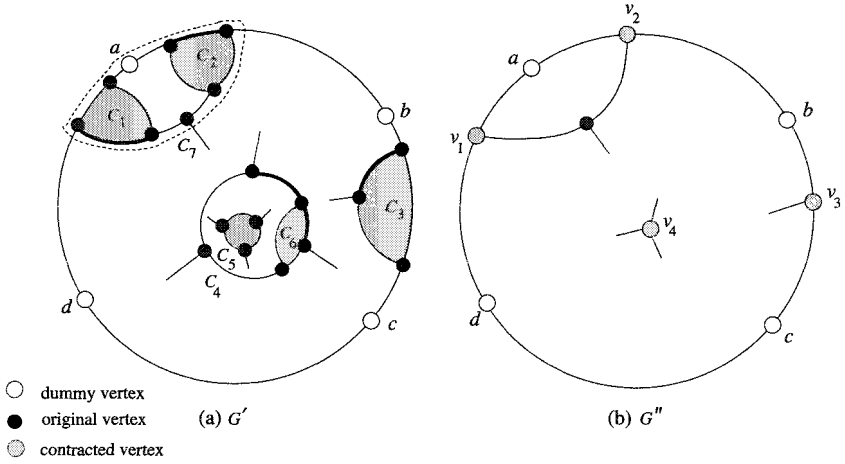 a
C₂
C₁
C₇
b
C₃
C₆
C₅
C₄
d
c
v₂
a
b
v₁
v₃
v₄
d
c
dummy vertex
original vertex
contracted vertex
(a) G′
(b) G″